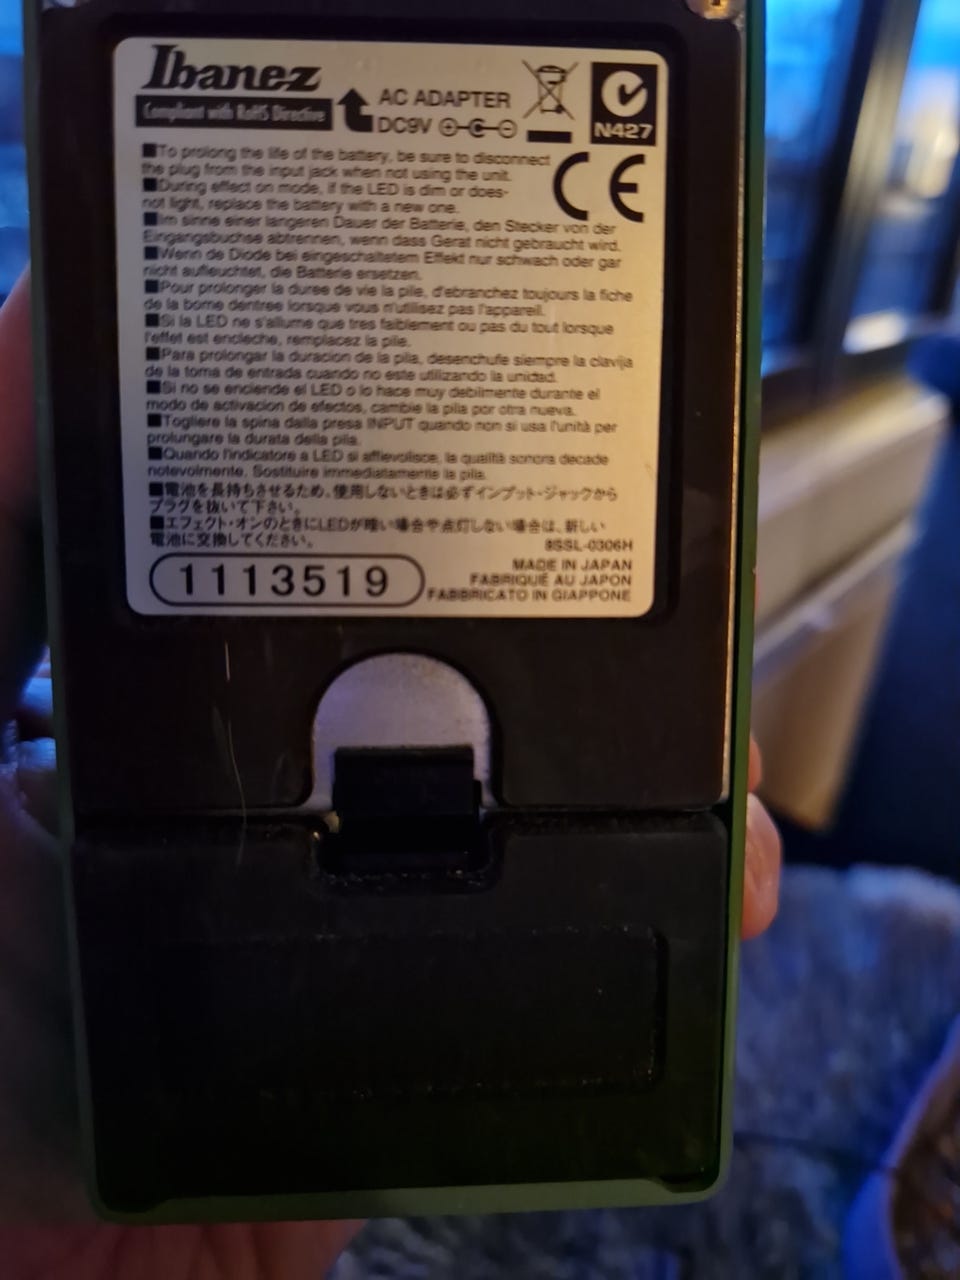 Ibanez
Compliant with RoHS Directive
AC ADAPTER
DC9V
N427
CE
■To prolong the life of the battery, be sure to disconnect
the plug from the input jack when not using the unit.
■During effect on mode, if the LED is dim or does-
not light, replace the battery with a new one.
■Im sinne einer langeren Dauer der Batterie, den Stecker von der
Eingangsbuchse abtrennen, wenn dass Gerat nicht gebraucht wird.
■Wenn de Diode bei eingeschaltetem Effekt nur schwach oder gar
nicht aufleuchtet, die Batterie ersetzen.
■Pour prolonger la duree de vie la pile, d'ebranchez toujours la fiche
de la borne dentree lorsque vous n'utilisez pas l'appareil.
■Si la LED ne s'allume que tres faiblement ou pas du tout lorsque
l'effet est encleche, remplacez la pile.
■Para prolongar la duracion de la pila, desenchufe siempre la clavija
de la toma de entrada cuando no este utilizando la unidad.
■Si no se enciende el LED o lo hace muy debilmente durante el
modo de activacion de efectos, cambie la pila por otra nueva.
■Togliere la spina dalla presa INPUT quando non si usa l'unità per
prolungare la durata della pila.
■Quando l'indicatore a LED si affievolisce, la qualità sonora decade
notevolmente. Sostituire immediatamente la pila.
■電池を長持ちさせるため、使用しないときは必ずインプット・ジャックから
プラグを抜いて下さい。
■エフェクト・オンのときにLEDが暗い場合や点灯しない場合は、新しい
電池に交換してください。
8SSL-0306H
1113519
MADE IN JAPAN
FABRIQUÉ AU JAPON
FABBRICATO IN GIAPPONE